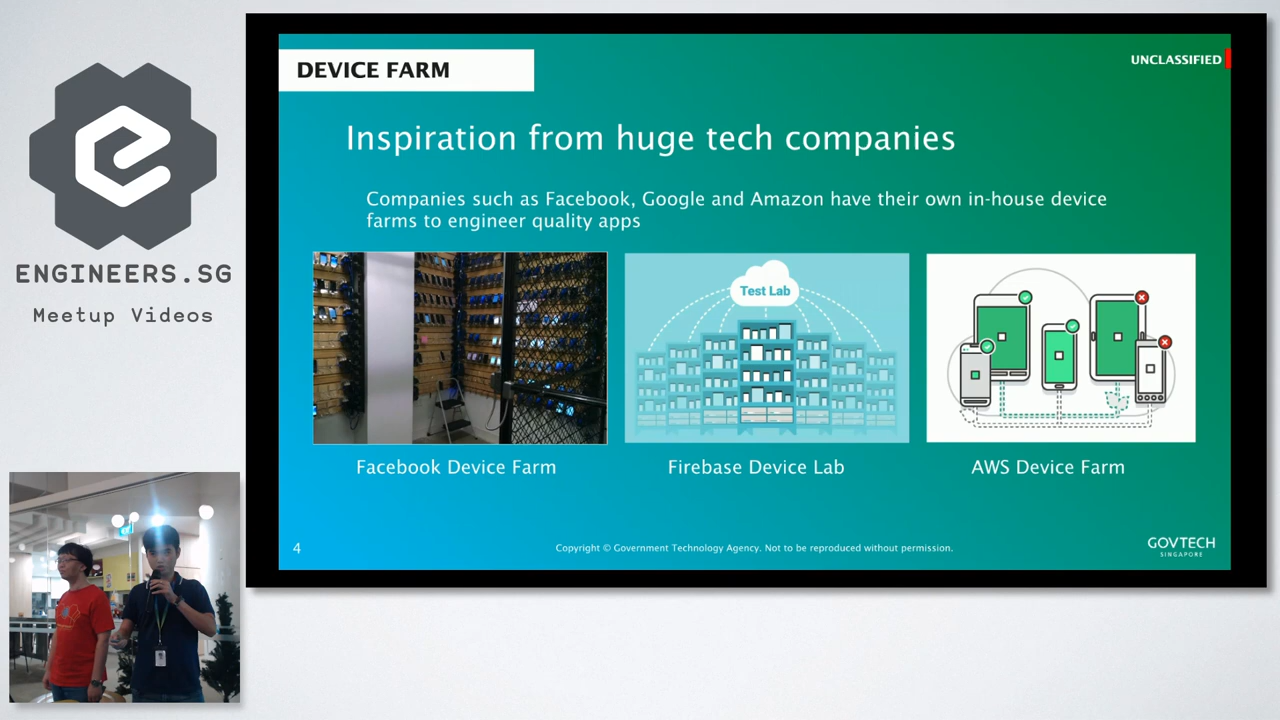 ENGINEERS.SG
Meetup Videos
DEVICE FARM
UNCLASSIFIED
Inspiration from huge tech companies
Companies such as Facebook, Google and Amazon have their own in-house device
farms to engineer quality apps
Test Lab
Facebook Device Farm
Firebase Device Lab
AWS Device Farm
4
Copyright © Government Technology Agency. Not to be reproduced without permission.
GOVTECH
SINGAPORE